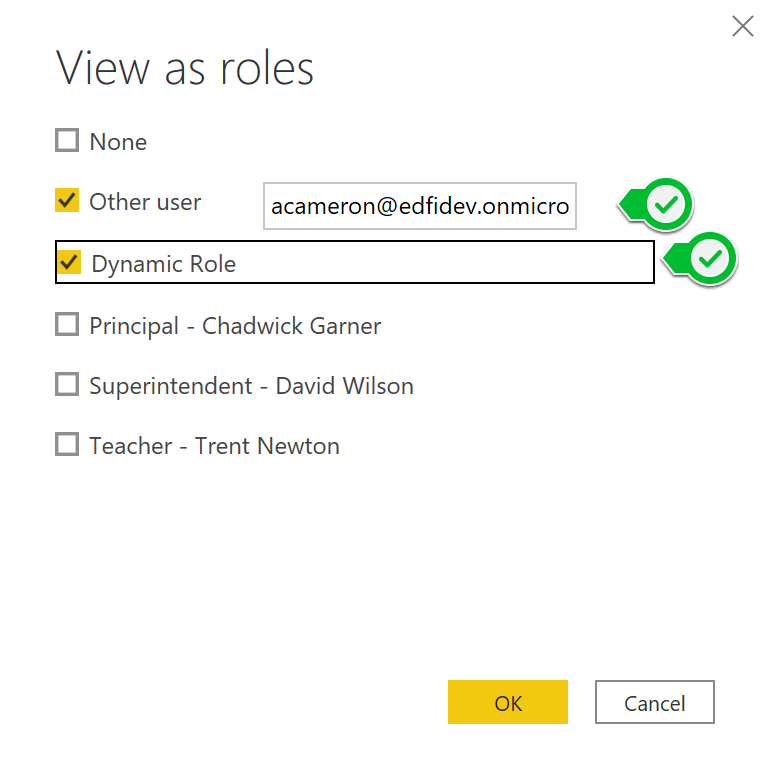 View as roles
None
Other user acameron@edfidev.onmicro
Dynamic Role
Principal - Chadwick Garner
Superintendent - David Wilson
Teacher - Trent Newton
OK Cancel